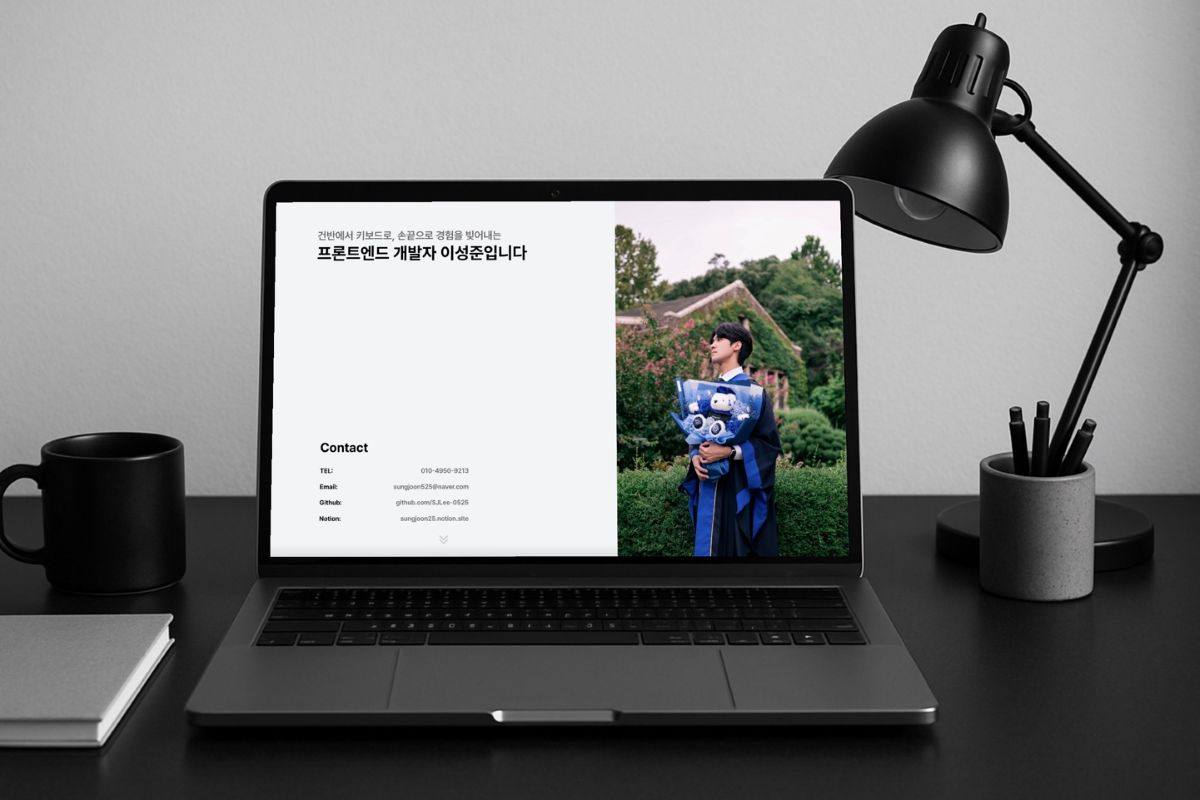 건반에서 키보드로, 손끝으로 경험을 빚어내는
프론트엔드 개발자 이성준입니다
Contact
TEL: 010-4950-9213
Email: sungjoon525@naver.com
Github: github.com/SJLee-0525
Notion: sungjoon25.notion.site